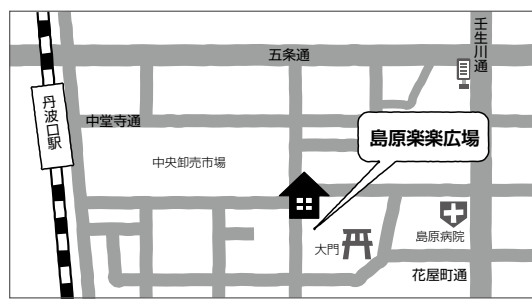 五条通
壬生川通
丹波口駅
中堂寺通
島原楽楽広場
中央卸売市場
島原病院
大門
花屋町通